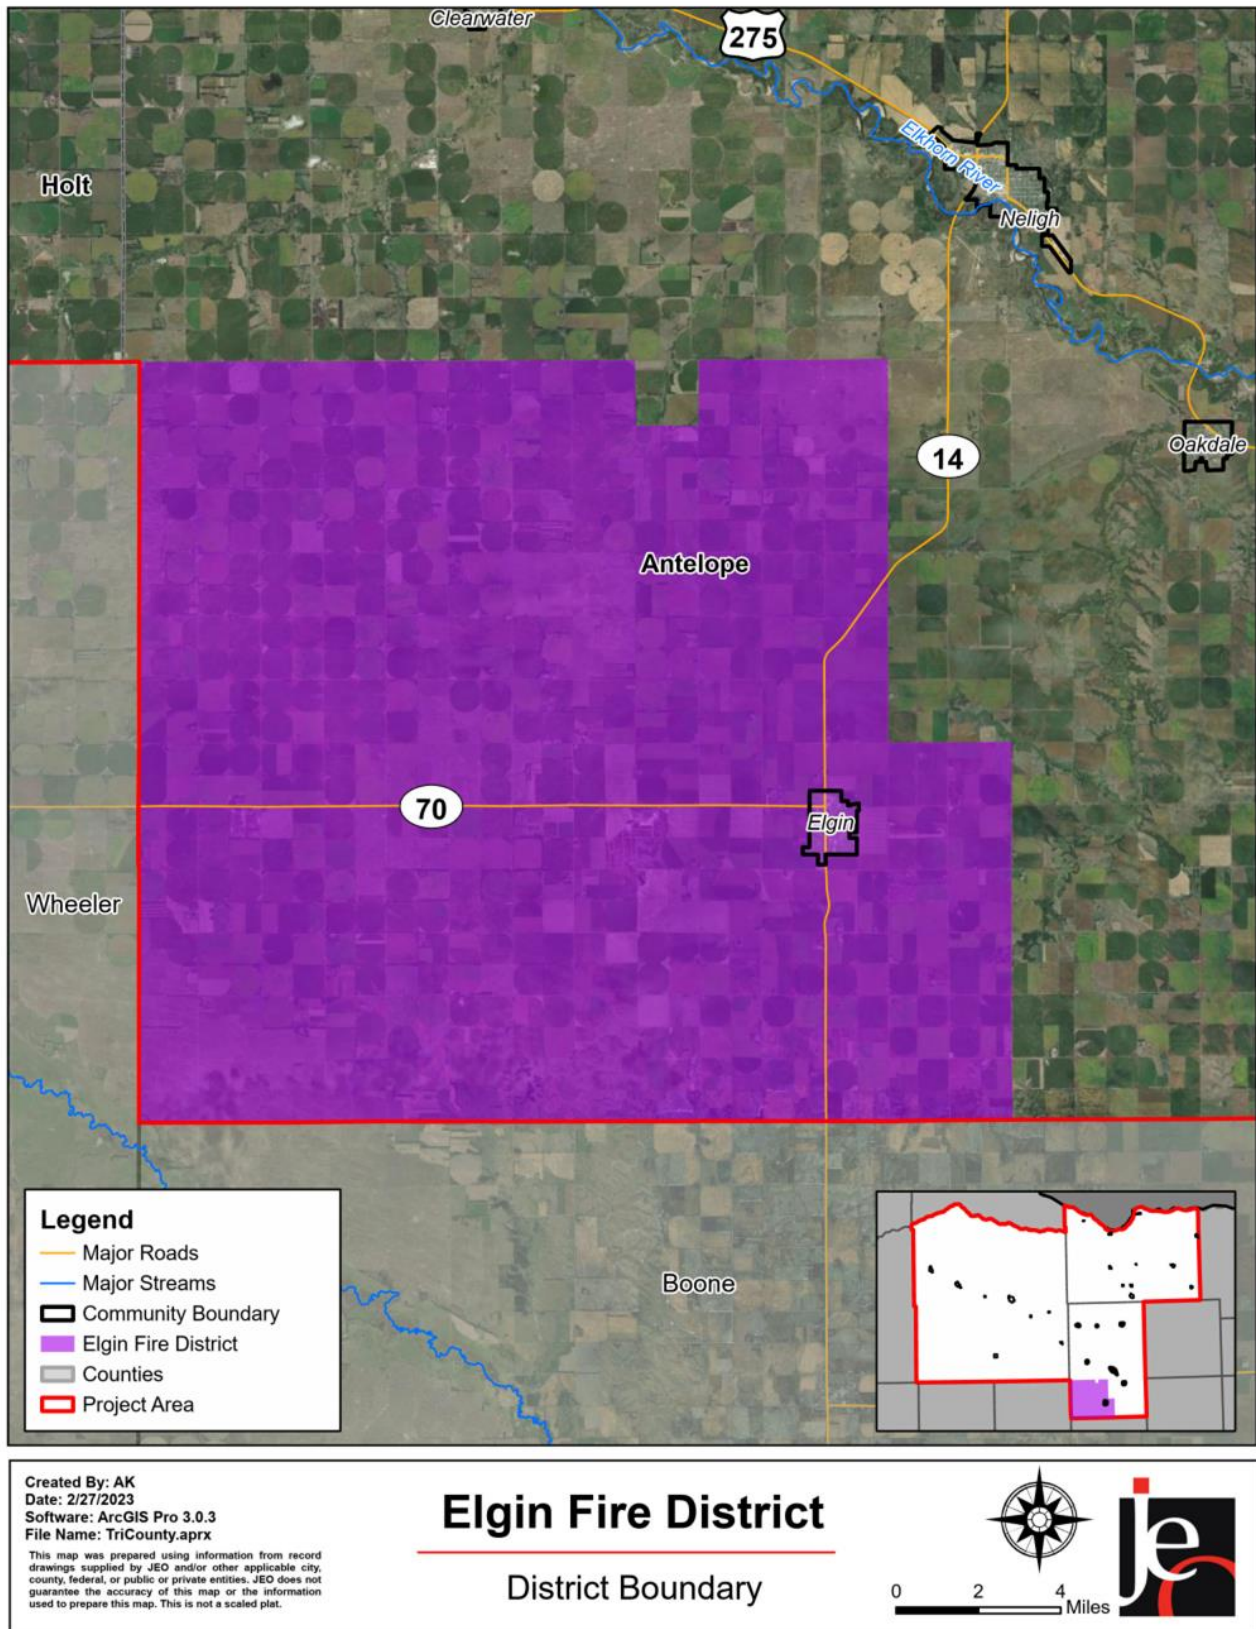 Clearwater
275
Holt
Elkhorn River
Neligh
14
Oakdale
Antelope
70
Elgin
Wheeler
Boone
Legend
Major Roads
Major Streams
Community Boundary
Elgin Fire District
Counties
Project Area
Created By: AK
Date: 2/27/2023
Software: ArcGIS Pro 3.0.3
File Name: TriCounty.aprx
This map was prepared using information from record
drawings supplied by JEO and/or other applicable city,
county, federal, or public or private entities. JEO does not
guarantee the accuracy of this map or the information
used to prepare this map. This is not a scaled plat.
Elgin Fire District
District Boundary
0 2 4
Miles
jeo